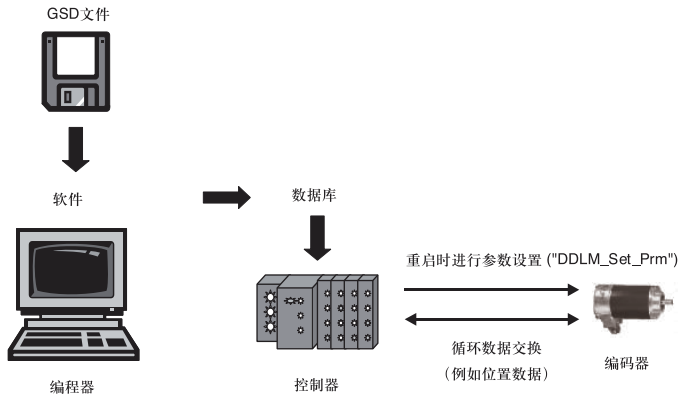 GSD文件
软件
数据库
重启时进行参数设置 ("DDLM_Set_Prm")
循环数据交换
（例如位置数据）
编程器
控制器
编码器